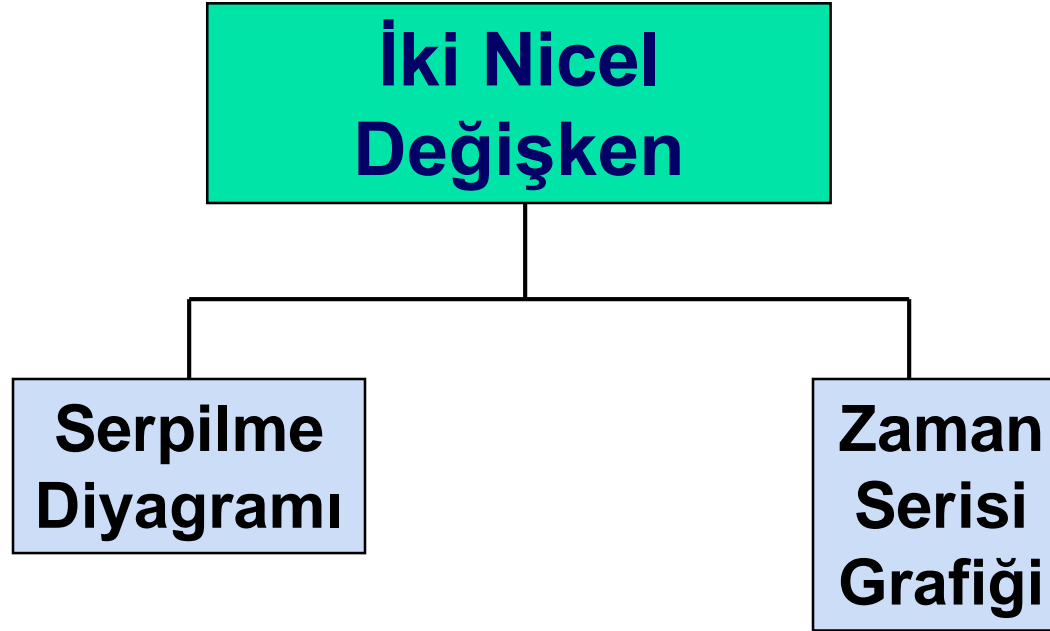 İki Nicel
Değişken
Serpilme
Diyagramı
Zaman
Serisi
Grafiği